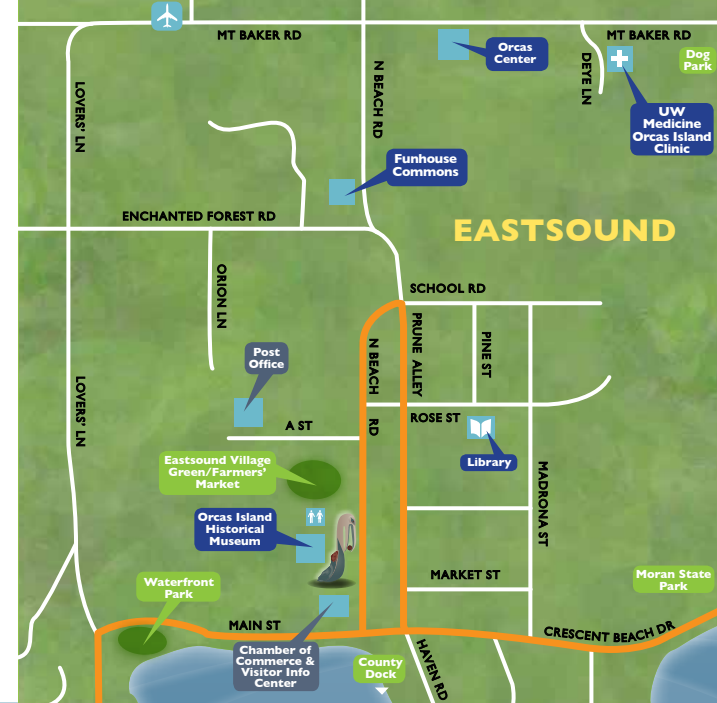 MT BAKER RD
MT BAKER RD
Orcas
Center
Dog
Park
DEYE LN
N BEACH RD
LOVERS' LN
UW
Medicine
Orcas Island
Clinic
Funhouse
Commons
ENCHANTED FOREST RD
EASTSOUND
ORION LN
SCHOOL RD
PRUNE ALLEY
PINE ST
N BEACH RD
Post
Office
LOVERS' LN
A ST
ROSE ST
Library
Eastsound Village
Green/Farmers'
Market
MADRONA ST
Orcas Island
Historical
Museum
MARKET ST
Moran State
Park
Waterfront
Park
MAIN ST
CRESCENT BEACH DR
Chamber of
Commerce &
Visitor Info
Center
County
Dock
HAVEN RD